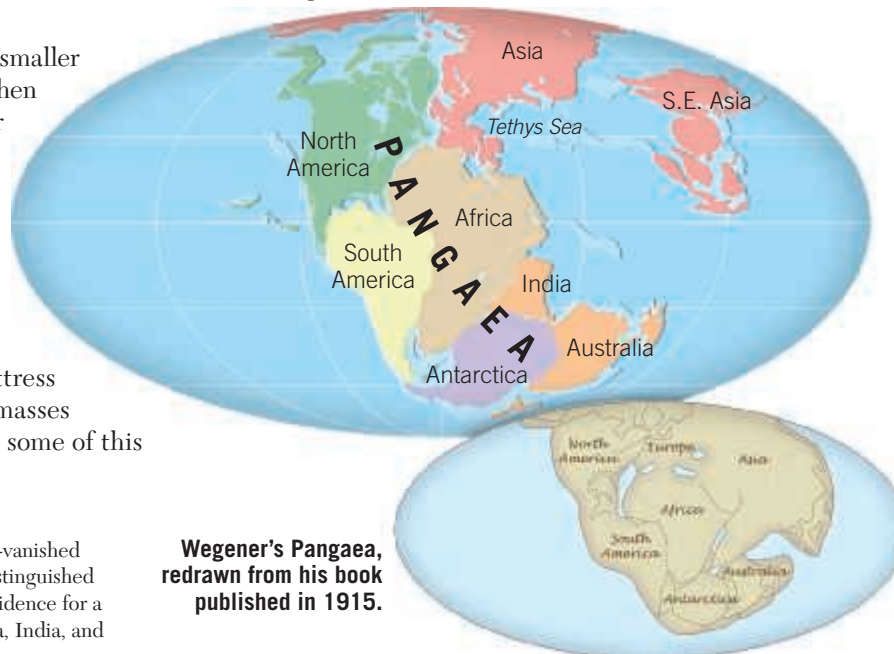 smaller
hen
r
ttress
masses
some of this
-vanished
stinguished
idence for a
a, India, and
Asia
S.E. Asia
Tethys Sea
North
America
PANGAEA
Africa
South
America
India
Australia
Antarctica
North
America
Europe
Asia
Africa
South
America
Australia
Antarctica
Wegener's Pangaea,
redrawn from his book
published in 1915.